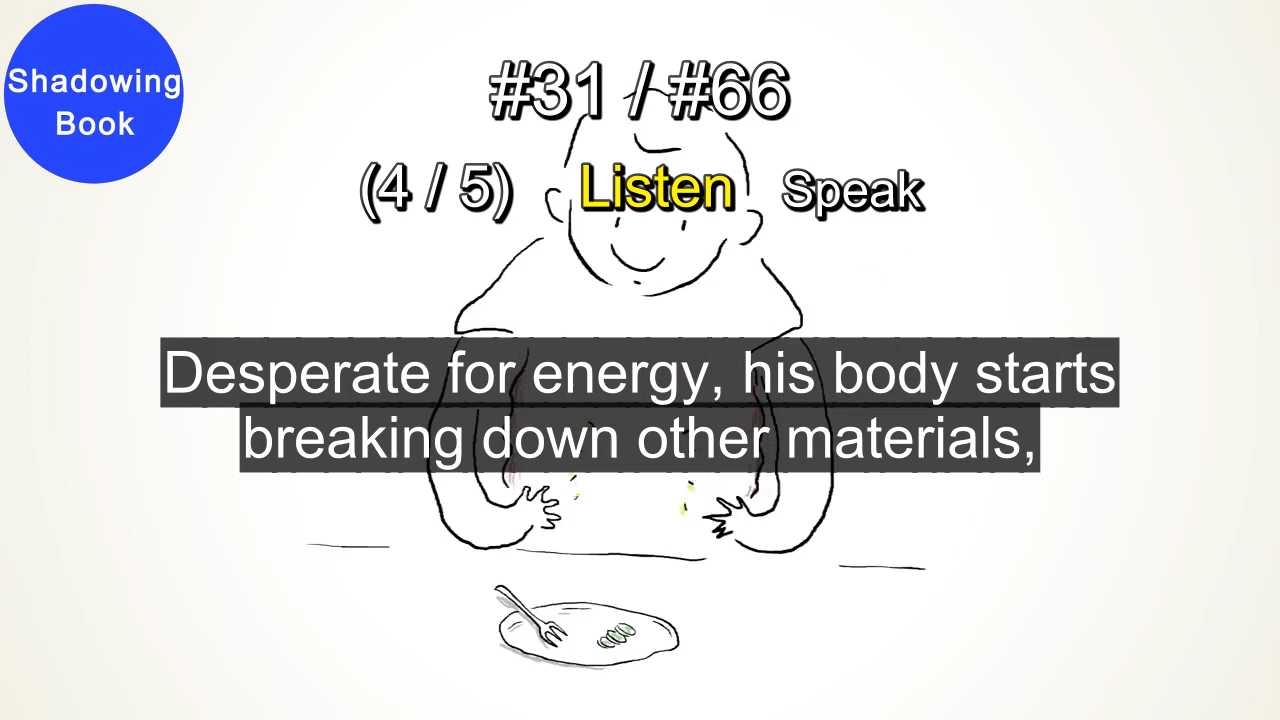 Shadowing
Book
#31 / #66
(4 / 5) Listen Speak
Desperate for energy, his body starts
breaking down other materials,